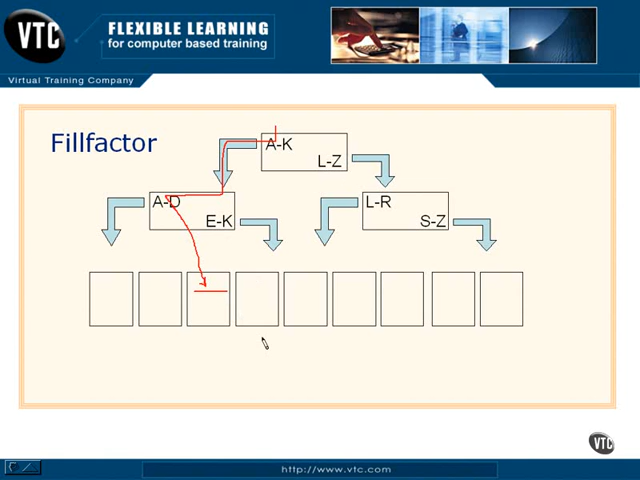 VTC
FLEXIBLE LEARNING
for computer based training
Virtual Training Company
Fillfactor
A-K
L-Z
A-D
E-K
L-R
S-Z
VTC
http://www.vtc.com